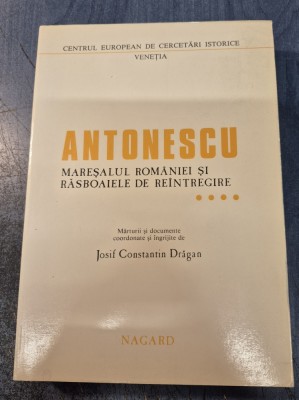 CENTRUL EUROPEAN DE CERCETĂRI ISTORICE
VENEȚIA
ANTONESCU
MAREȘALUL ROMÂNIEI ȘI
RĂSBOAIELE DE REÎNTREGIRE
Mărturii și documente
coordonate și îngrijite de
Josif Constantin Drăgan
NAGARD